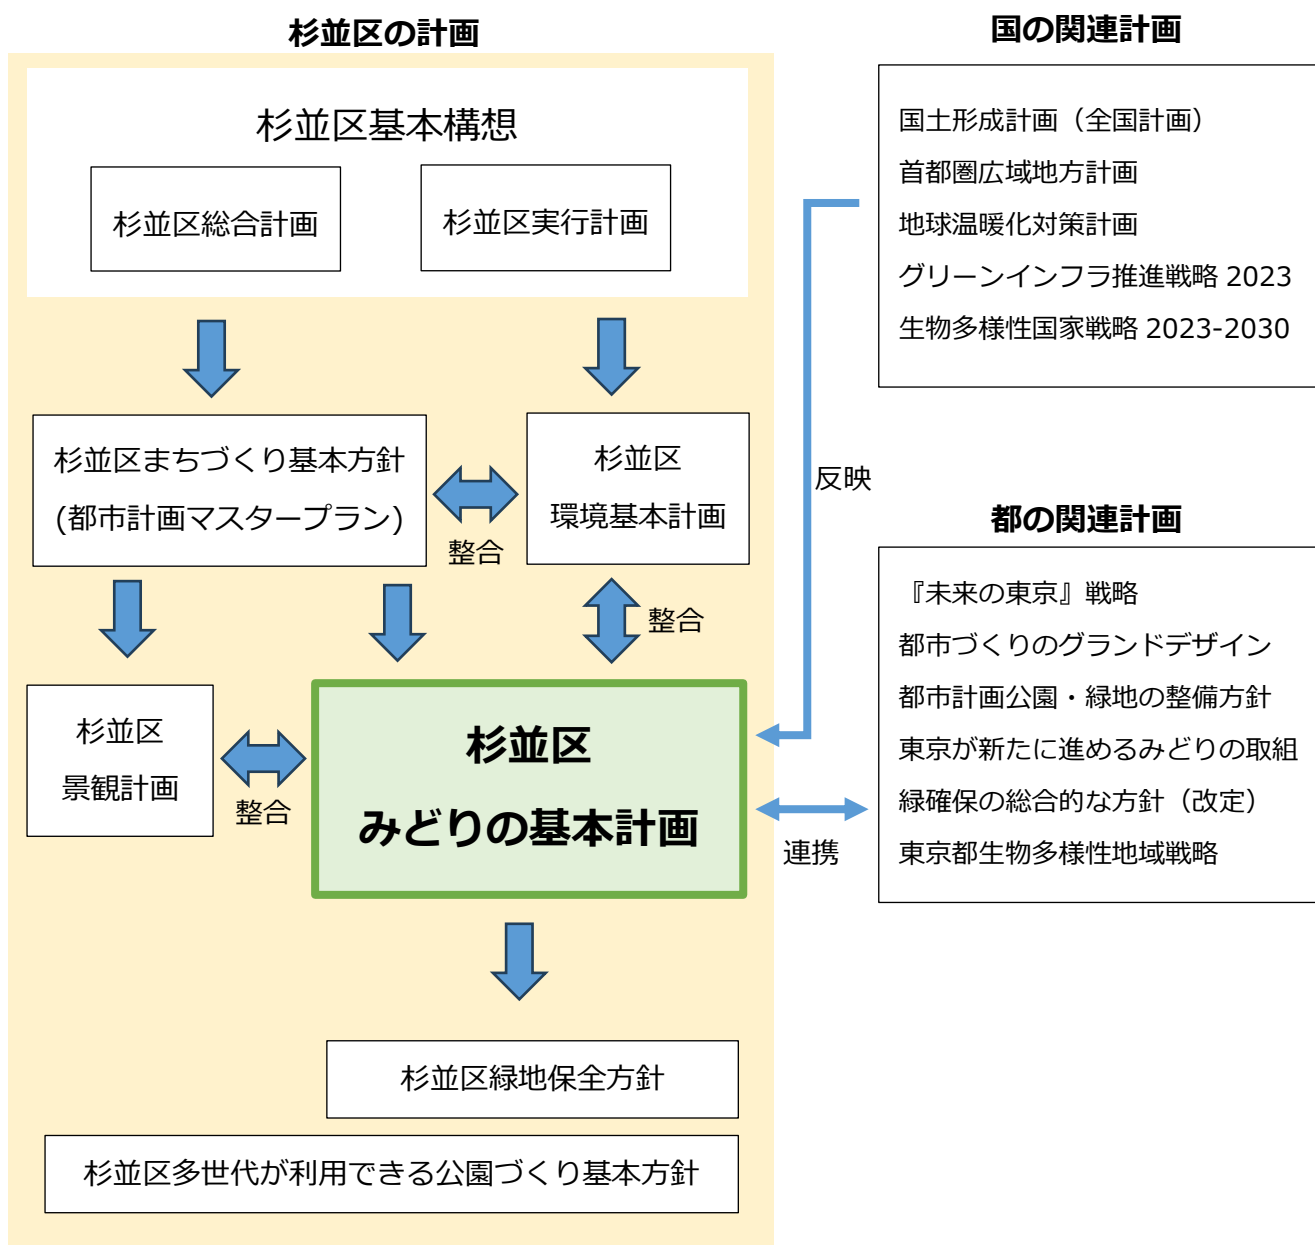 杉並区の計画
杉並区基本構想
杉並区総合計画
杉並区実行計画
杉並区まちづくり基本方針
(都市計画マスタープラン)
整合
杉並区
環境基本計画
整合
杉並区
景観計画
整合
杉並区
みどりの基本計画
杉並区緑地保全方針
杉並区多世代が利用できる公園づくり基本方針
国の関連計画
国土形成計画（全国計画）
首都圏広域地方計画
地球温暖化対策計画
グリーンインフラ推進戦略 2023
生物多様性国家戦略 2023-2030
反映
都の関連計画
『未来の東京』戦略
都市づくりのグランドデザイン
都市計画公園・緑地の整備方針
東京が新たに進めるみどりの取組
緑確保の総合的な方針（改定）
東京都生物多様性地域戦略
連携